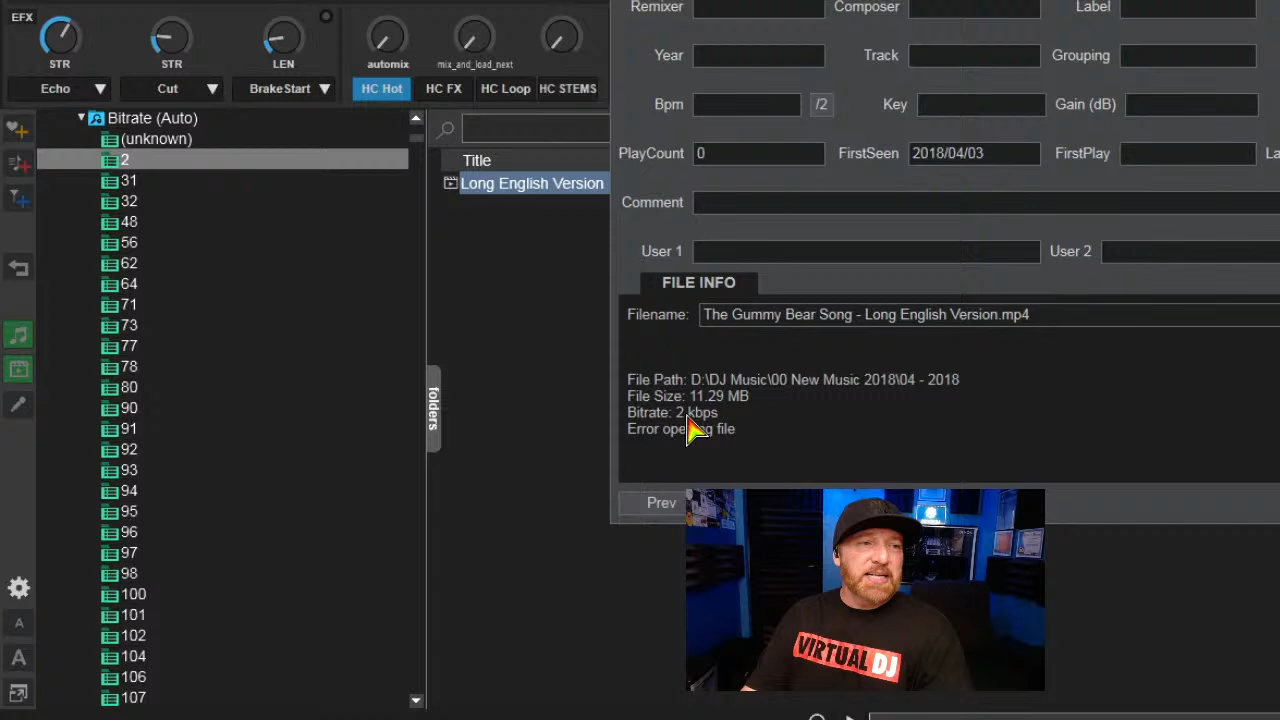 EFX
STR
STR
LEN
automix
mix_and_load_next
Echo
Cut
BrakeStart
HC Hot
HC FX
HC Loop
HC STEMS
Bitrate (Auto)
(unknown)
2
31
32
48
56
62
64
71
73
77
78
80
90
91
92
93
94
95
96
97
98
100
101
102
104
106
107
A
A
folders
Title
Long English Version
Remixer
Composer
Label
Year
Track
Grouping
Bpm
/2
Key
Gain (dB)
PlayCount
0
FirstSeen
2018/04/03
FirstPlay
Comment
User 1
User 2
FILE INFO
Filename: The Gummy Bear Song - Long English Version.mp4
File Path: D:\DJ Music\00 New Music 2018\04 - 2018
File Size: 11.29 MB
Bitrate: 2 kbps
Error opening file
Prev
VIRTUAL DJ